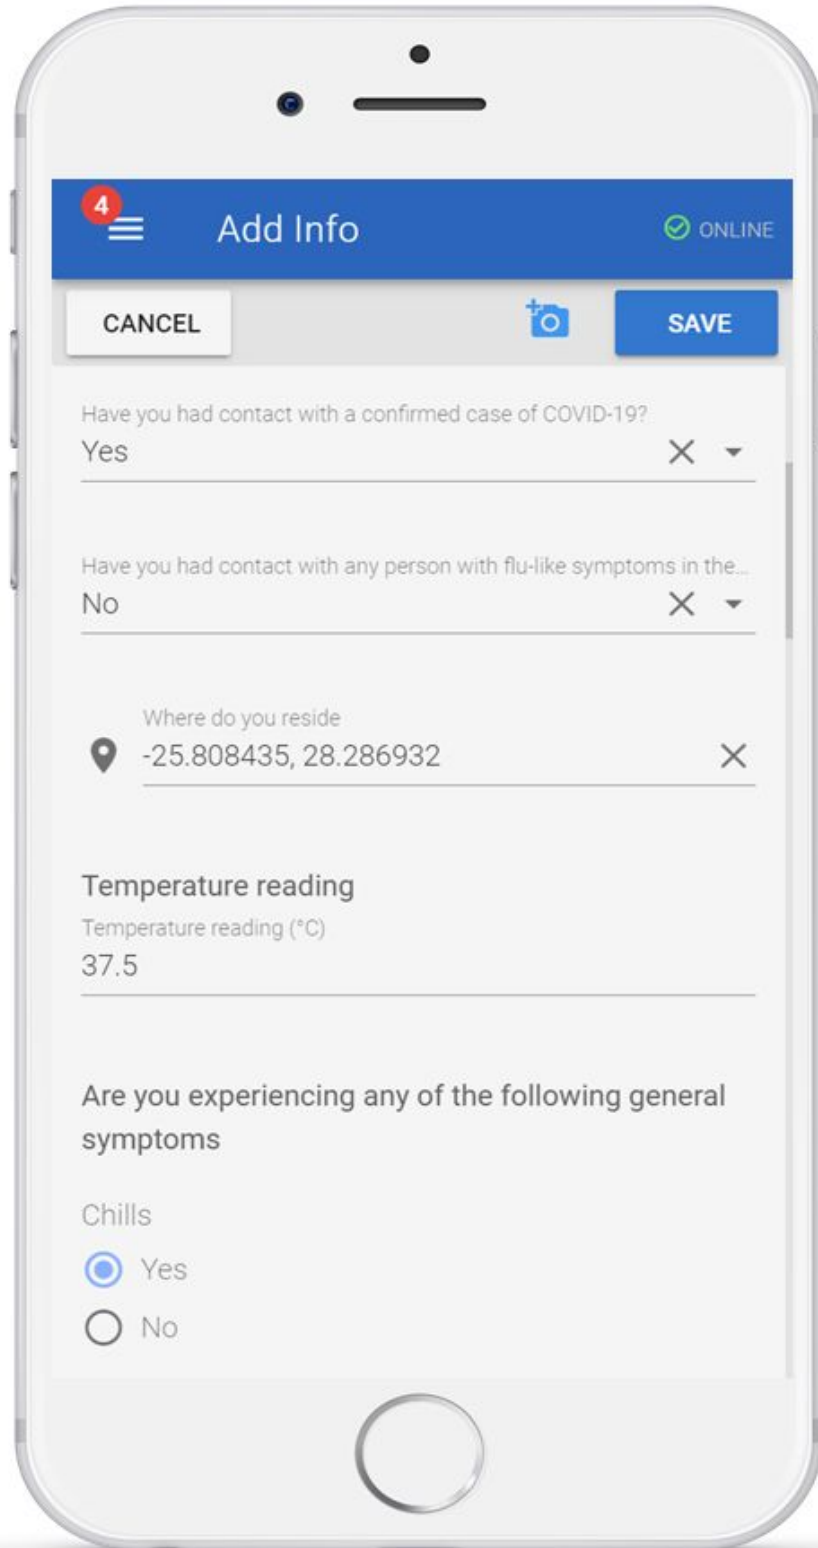 4
Add Info
ONLINE
CANCEL
SAVE
Have you had contact with a confirmed case of COVID-19?
Yes
Have you had contact with any person with flu-like symptoms in the...
No
Where do you reside
-25.808435, 28.286932
Temperature reading
Temperature reading (°C)
37.5
Are you experiencing any of the following general
symptoms
Chills
Yes
No